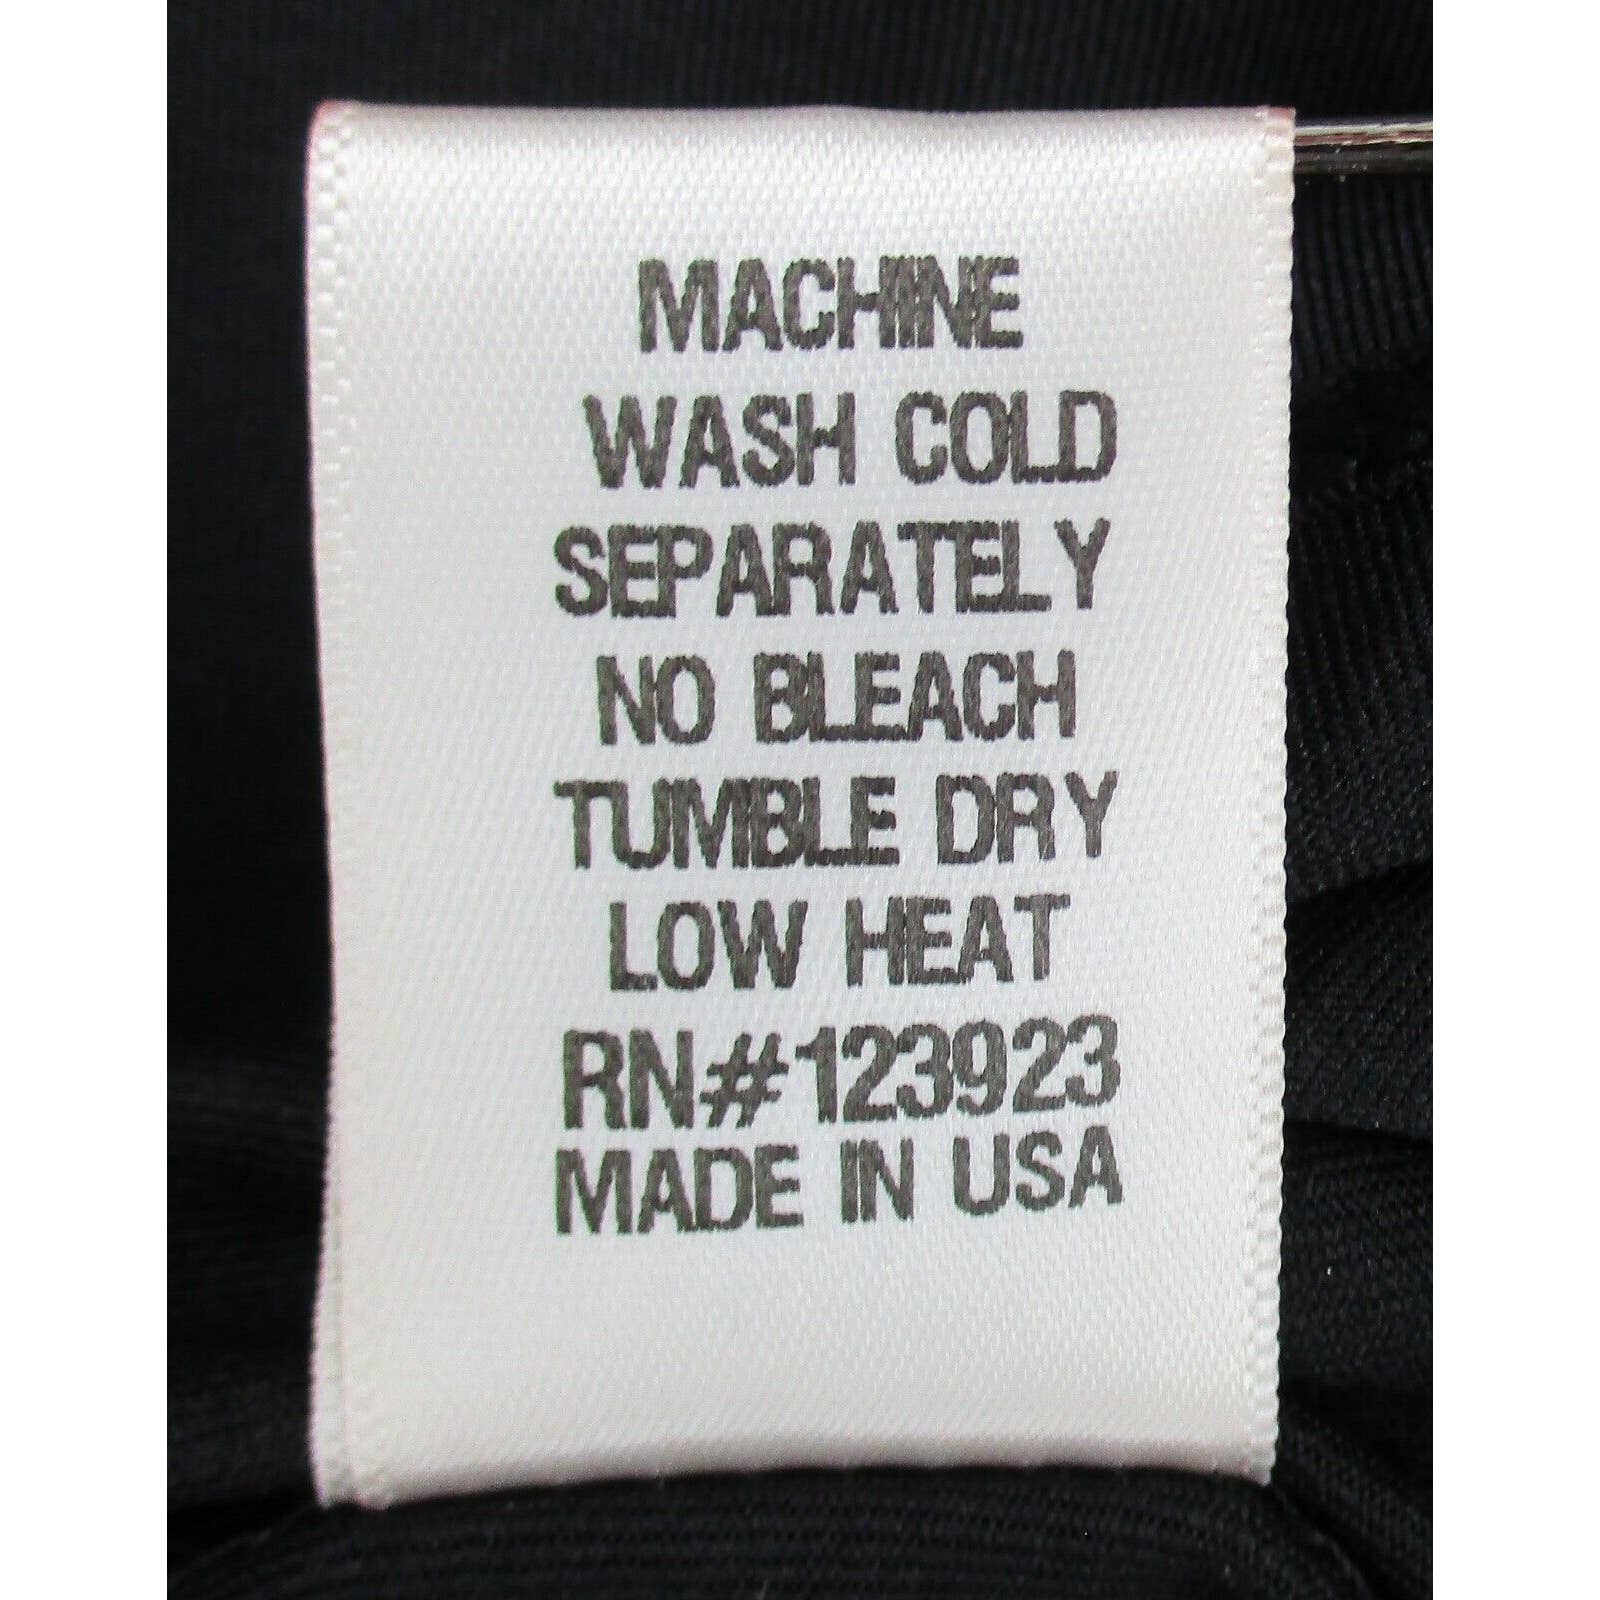 MACHINE
WASH COLD
SEPARATELY
NO BLEACH
TUMBLE DRY
LOW HEAT
RN#123923
MADE IN USA